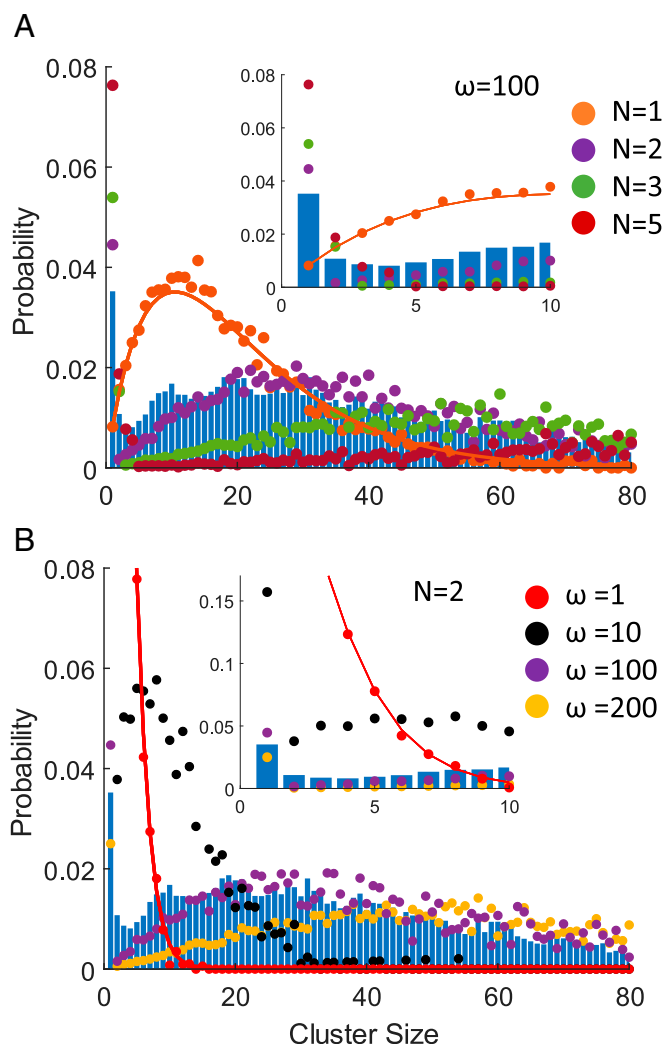 A
0.08
0.06
0.04
0.02
0
Probability
0 20 40 60 80
0.08
0.06
0.04
0.02
0
0 5 10
ω=100
N=1
N=2
N=3
N=5
B
0.08
0.06
0.04
0.02
0
Probability
0 20 40 60 80
Cluster Size
0.15
0.1
0.05
0
0 5 10
N=2
ω =1
ω =10
ω =100
ω =200